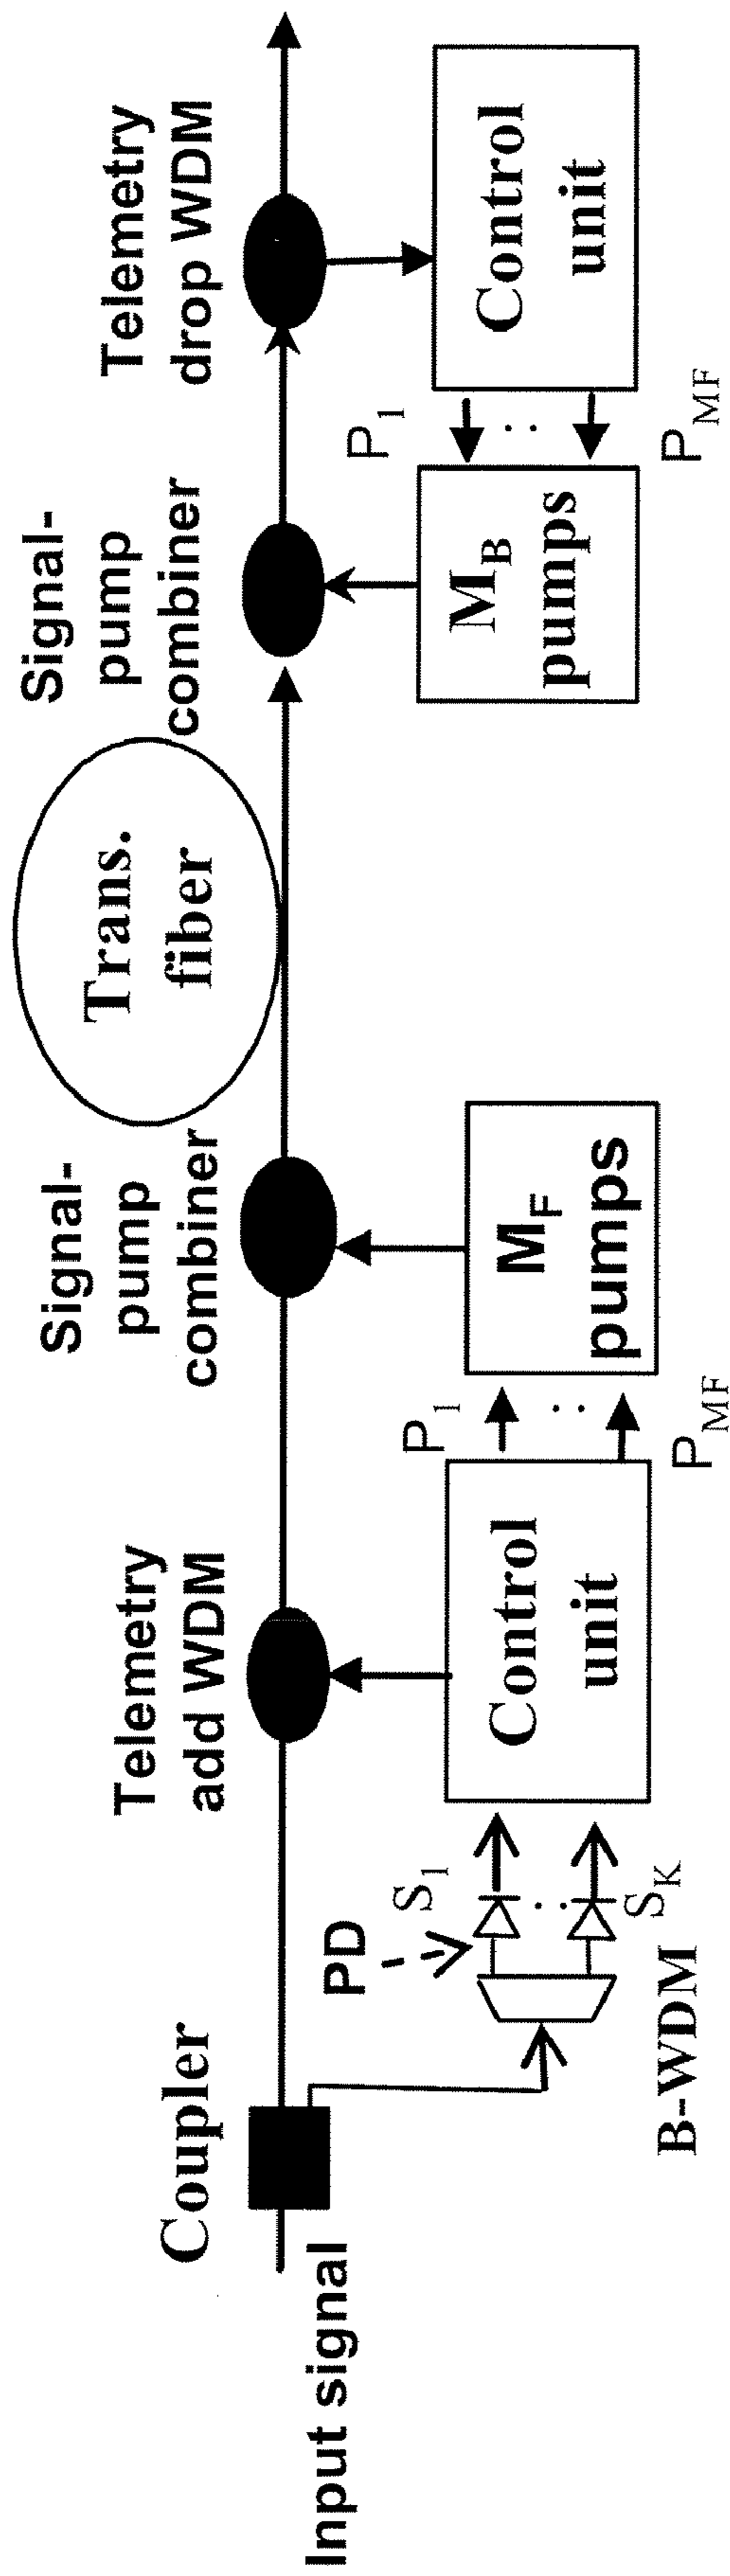 Input signal
Coupler
B-WDM
PD
S1
SK
Telemetry
add WDM
Control
unit
P1
PMF
Signal-
pump
combiner
MF
pumps
Trans.
fiber
Signal-
pump
combiner
MB
pumps
P1
PMF
Telemetry
drop WDM
Control
unit